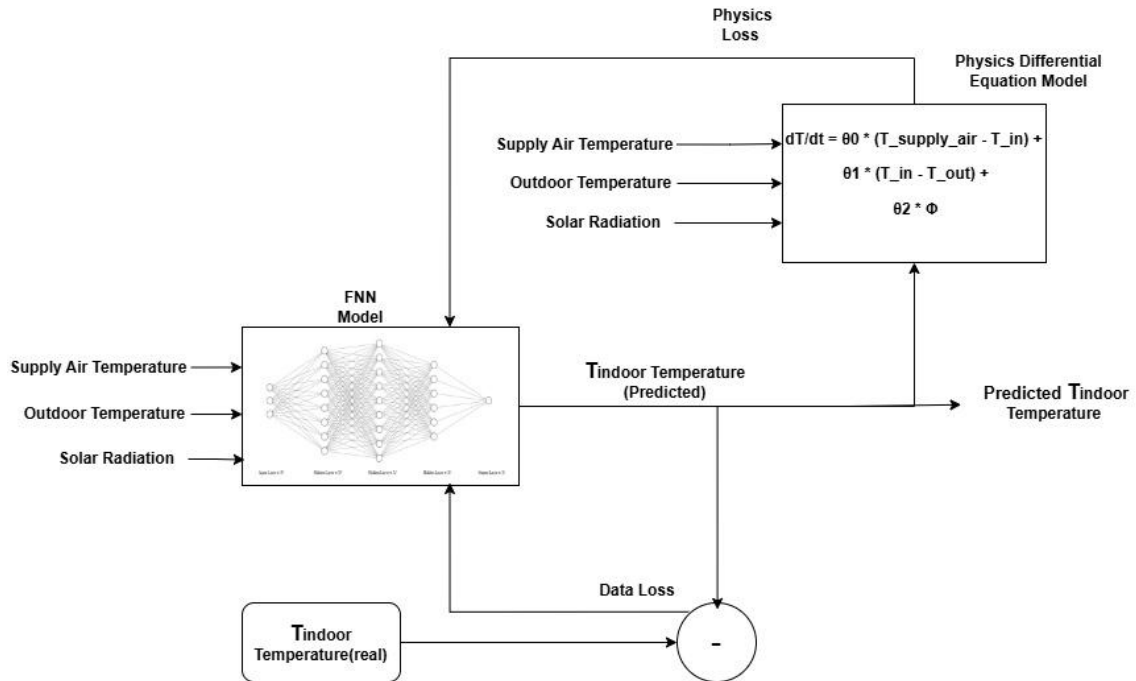 Physics
Loss
Physics Differential
Equation Model
dT/dt = θ0 * (T_supply_air - T_in) +
θ1 * (T_in - T_out) +
θ2 * Φ
Supply Air Temperature
Outdoor Temperature
Solar Radiation
FNN
Model
Supply Air Temperature
Outdoor Temperature
Solar Radiation
Tindoor Temperature
(Predicted)
Predicted Tindoor
Temperature
Data Loss
Tindoor
Temperature(real)
-